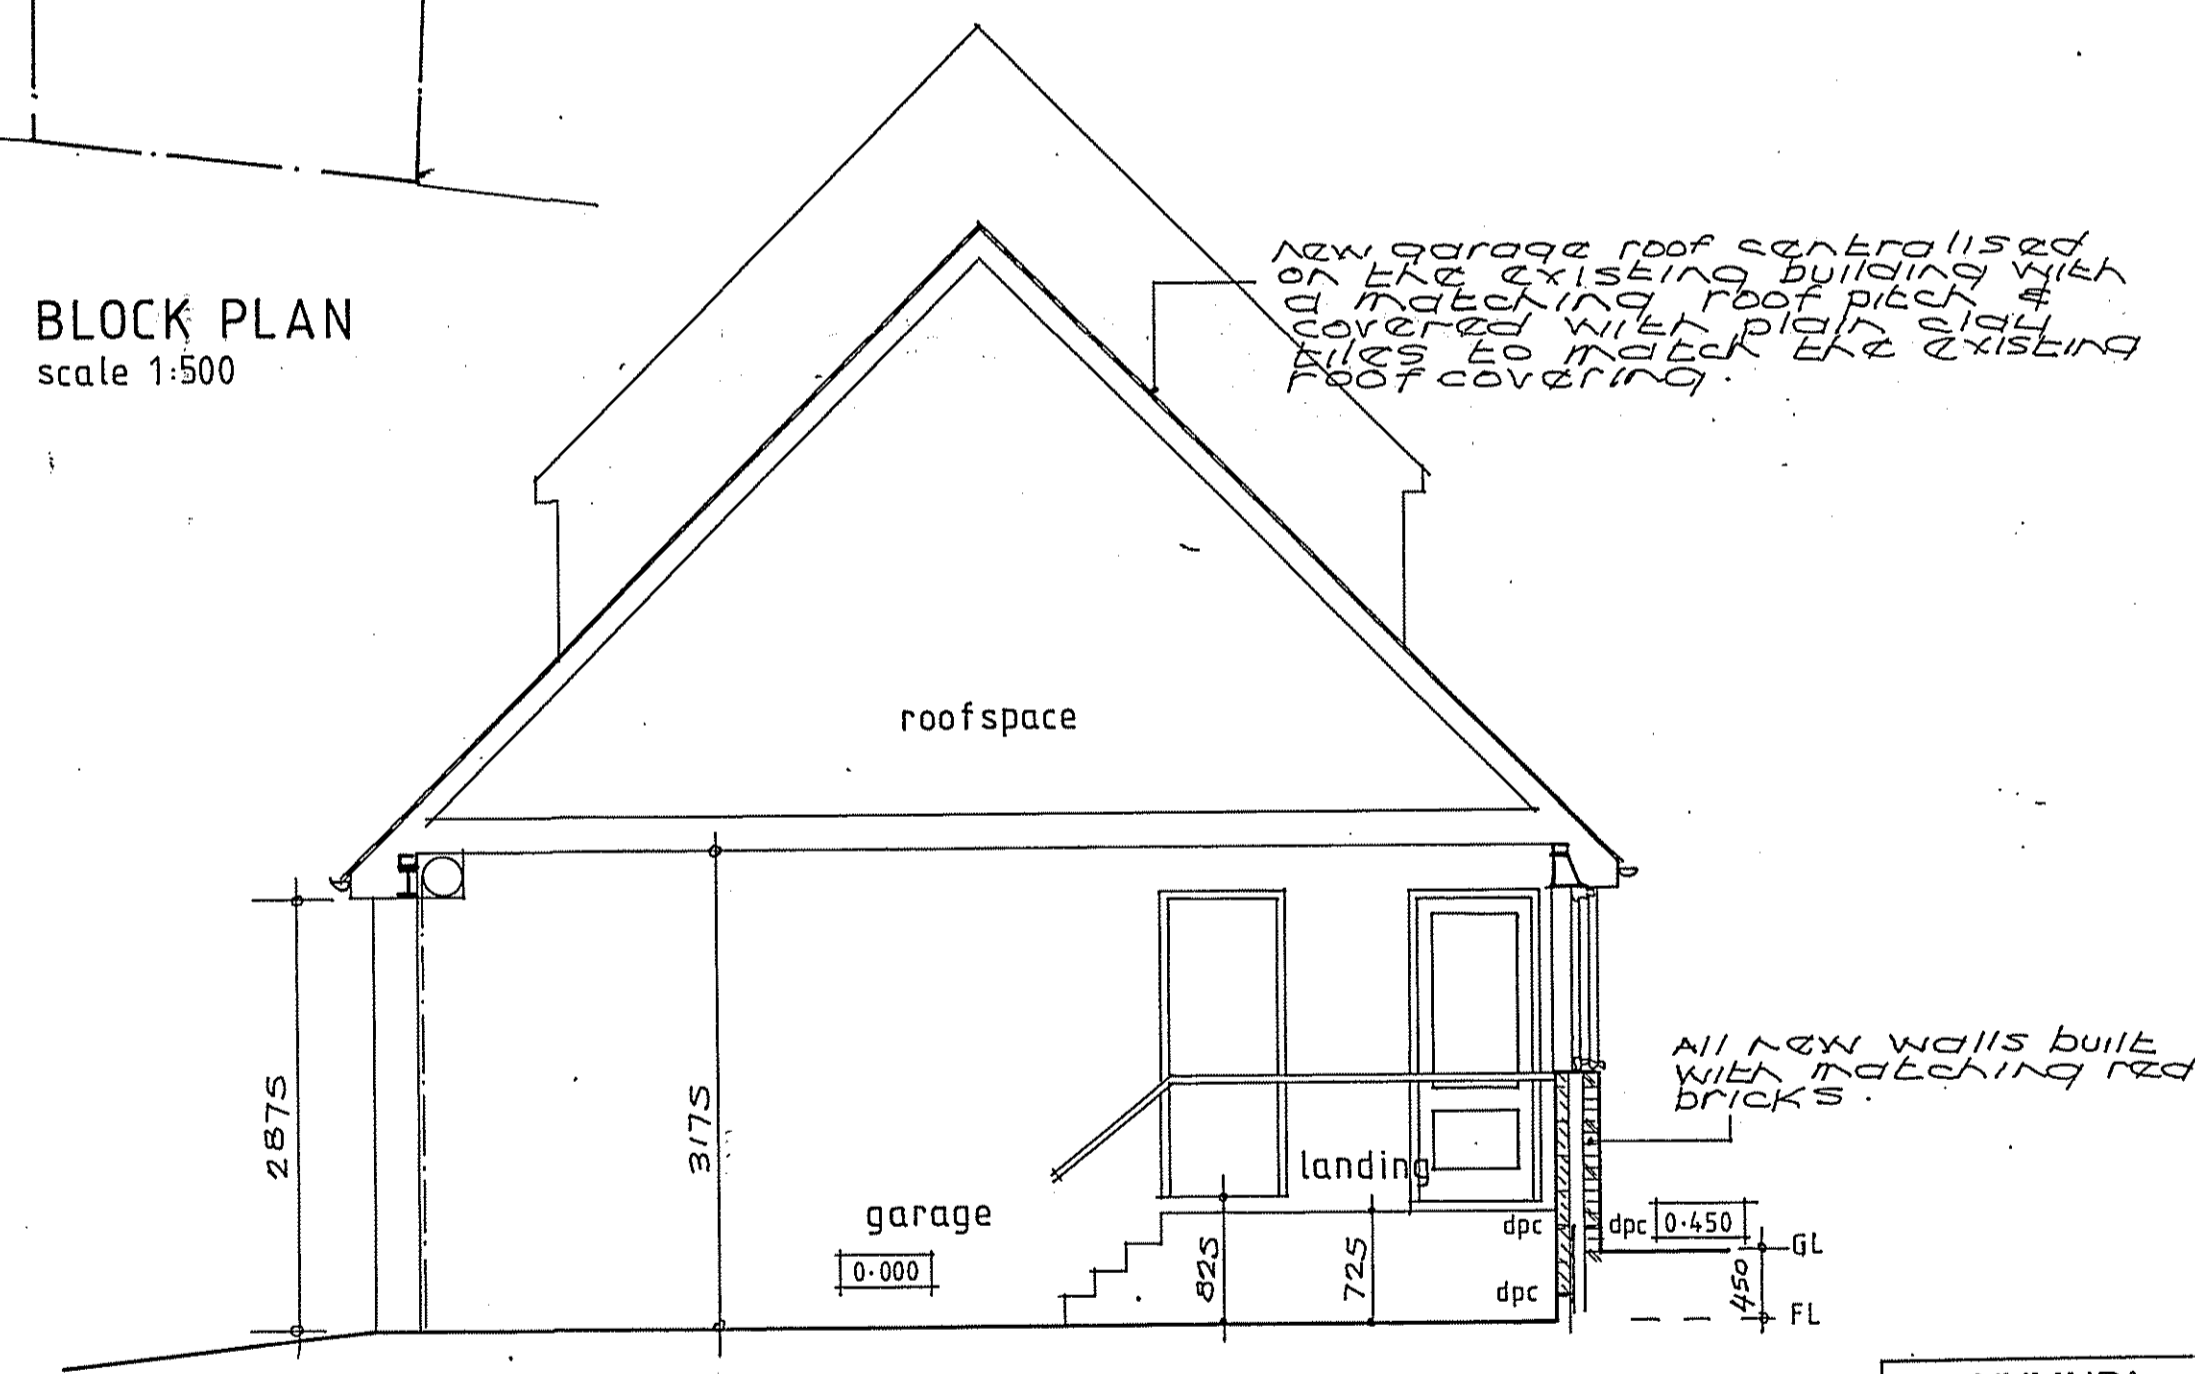 BLOCK PLAN
scale 1:500
new garage roof centralised
on the existing building with
a matching roof pitch &
covered with plain clay
tiles to match the existing
roof covering.
roofspace
All new walls built
with matching red
bricks.
2875
3175
landing
garage
0.000
825
725
dpc
dpc
dpc
0.450
GL
450
FL